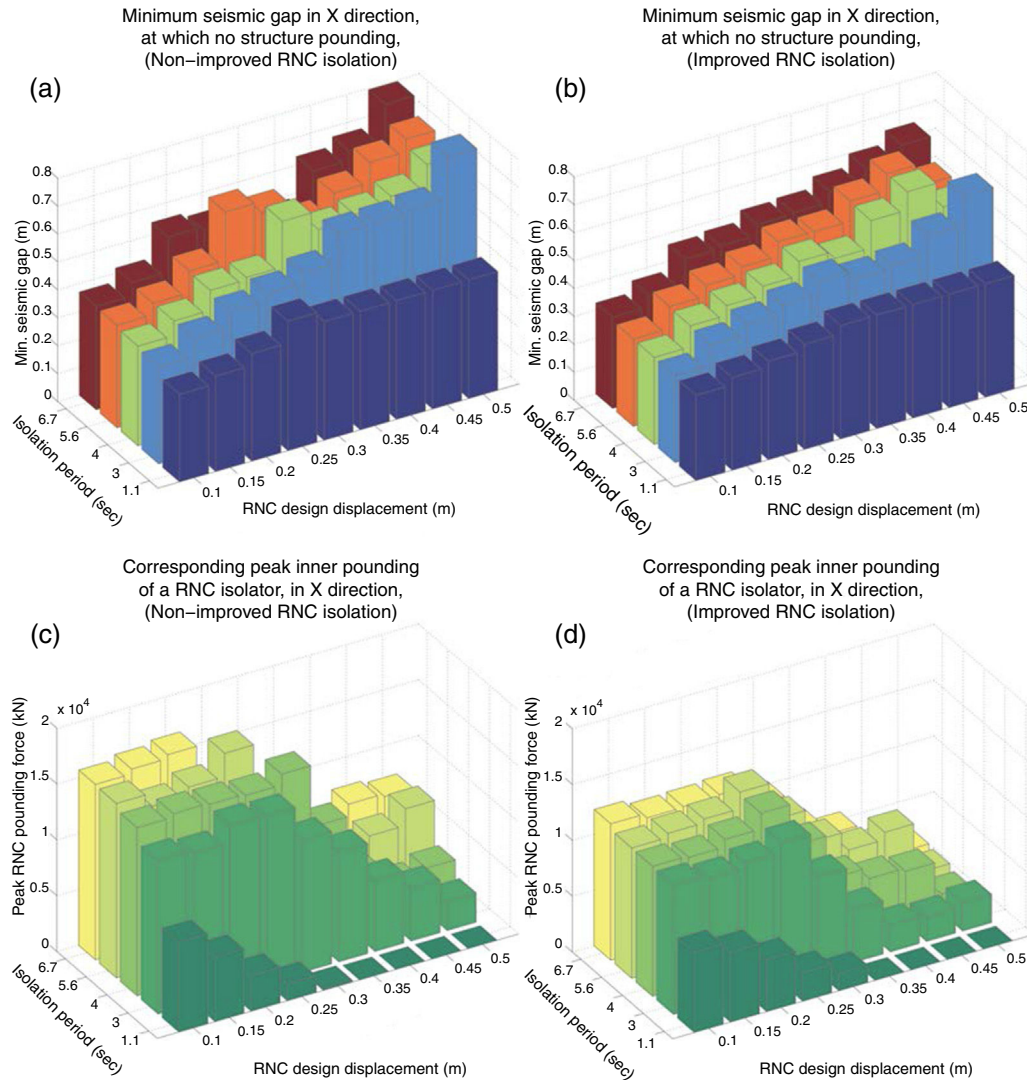 Minimum seismic gap in X direction,
at which no structure pounding,
(Non−improved RNC isolation)
(a)
Min. seismic gap (m)
0.8
0.7
0.6
0.5
0.4
0.3
0.2
0.1
0
6.7
5.6
4
3
1.1
Isolation period (sec)
0.1
0.15
0.2
0.25
0.3
0.35
0.4
0.45
0.5
RNC design displacement (m)
Minimum seismic gap in X direction,
at which no structure pounding,
(Improved RNC isolation)
(b)
Min. seismic gap (m)
0.8
0.7
0.6
0.5
0.4
0.3
0.2
0.1
0
6.7
5.6
4
3
1.1
Isolation period (sec)
0.1
0.15
0.2
0.25
0.3
0.35
0.4
0.45
0.5
RNC design displacement (m)
Corresponding peak inner pounding
of a RNC isolator, in X direction,
(Non−improved RNC isolation)
(c)
Peak RNC pounding force (kN)
x 10⁴
2
1.5
1
0.5
0
6.7
5.6
4
3
1.1
Isolation period (sec)
0.1
0.15
0.2
0.25
0.3
0.35
0.4
0.45
0.5
RNC design displacement (m)
Corresponding peak inner pounding
of a RNC isolator, in X direction,
(Improved RNC isolation)
(d)
Peak RNC pounding force (kN)
x 10⁴
2
1.5
1
0.5
0
6.7
5.6
4
3
1.1
Isolation period (sec)
0.1
0.15
0.2
0.25
0.3
0.35
0.4
0.45
0.5
RNC design displacement (m)